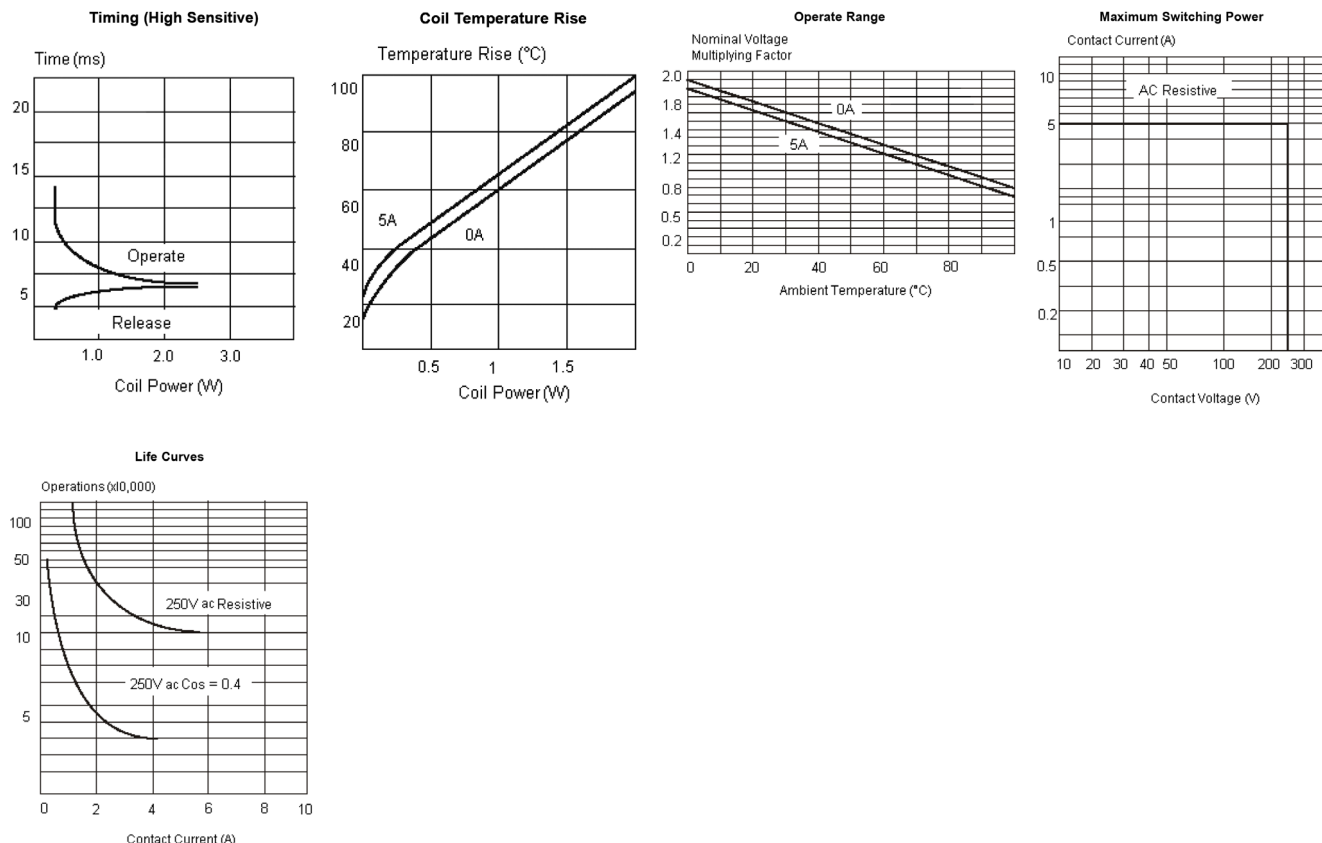 Timing (High Sensitive)
Time (ms)
20
15
10
5
Operate
Release
1.0 2.0 3.0
Coil Power (W)
Coil Temperature Rise
Temperature Rise (°C)
100
80
60
40
20
5A
0A
0.5 1 1.5
Coil Power (W)
Operate Range
Nominal Voltage
Multiplying Factor
2.0
1.8
1.4
1.2
0.8
0.5
0.2
0A
5A
0 20 40 60 80
Ambient Temperature (°C)
Maximum Switching Power
Contact Current (A)
10
5
1
0.5
0.2
AC Resistive
10 20 30 40 50 100 200 300
Contact Voltage (V)
Life Curves
Operations (xl0,000)
100
50
30
10
5
250V ac Resistive
250V ac Cos = 0.4
0 2 4 6 8 10
Contact Current (A)